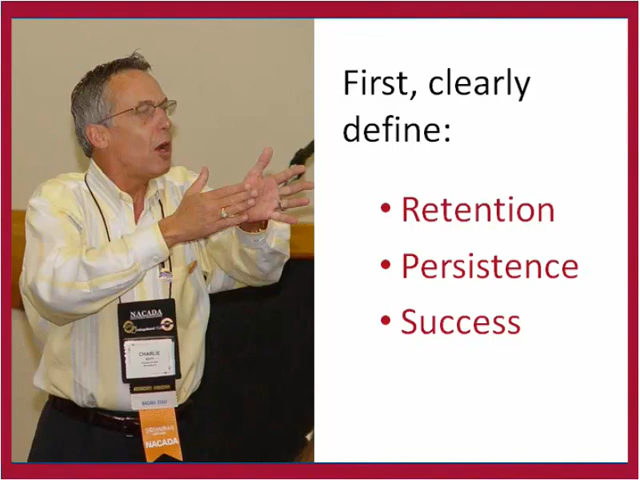 First, clearly
define:
• Retention
• Persistence
• Success
NACADA
CHARLIE
NACADA